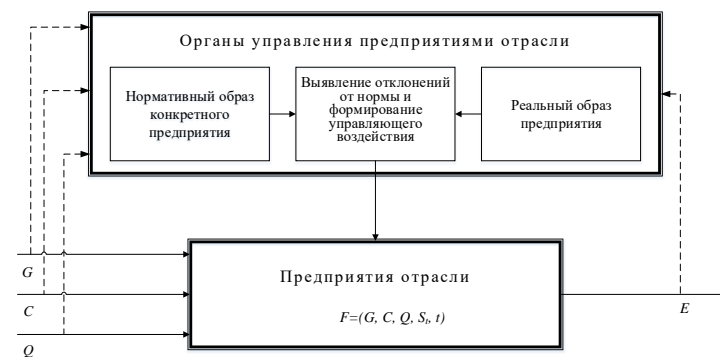 Органы управления предприятиями отрасли
Нормативный образ
конкретного
предприятия
Выявление отклонений
от нормы и
формирование
управляющего
воздействия
Реальный образ
предприятия
Предприятия отрасли
F=(G, C, Q, Sₜ, t)
G
C
Q
E